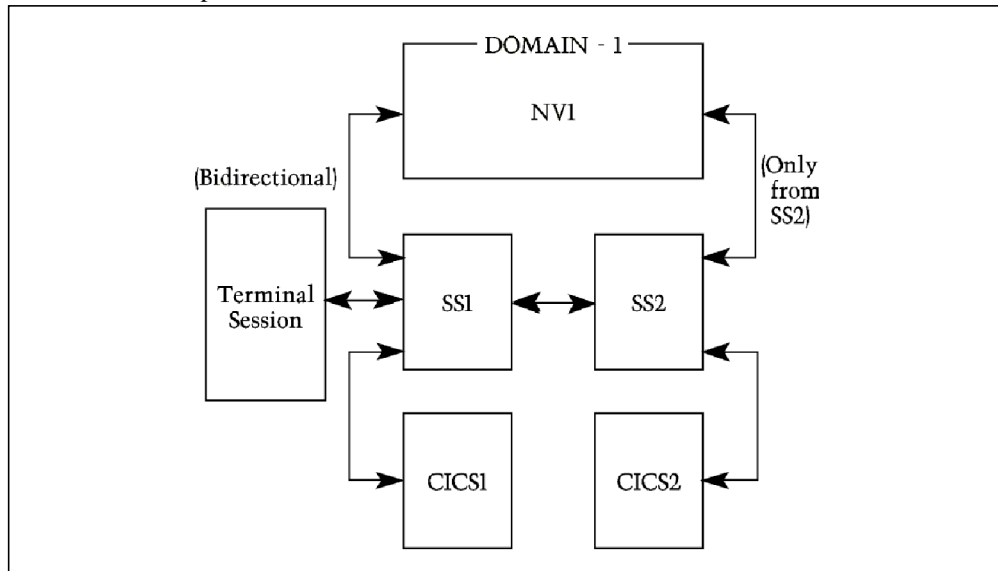 DOMAIN - 1
NV1
(Bidirectional)
(Only
from
SS2)
Terminal
Session
SS1
SS2
CICS1
CICS2